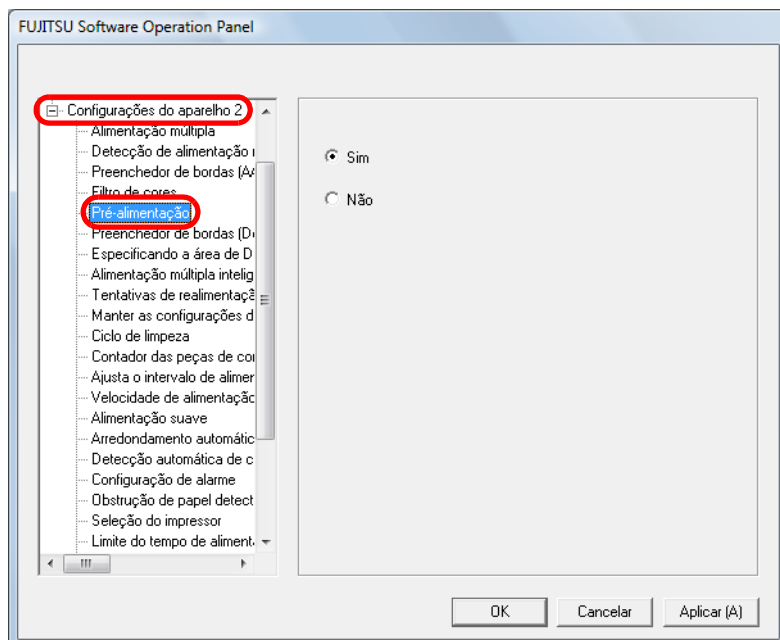 FUJITSU Software Operation Panel
Configurações do aparelho 2
Alimentação múltipla
Detecção de alimentação
Preenchedor de bordas (A
Filtro de cores
Pré-alimentação
Preenchedor de bordas (D
Especificando a área de D
Alimentação múltipla intelig
Tentativas de realimentaçã
Manter as configurações d
Ciclo de limpeza
Contador das peças de co
Ajusta o intervalo de alimer
Velocidade de alimentação
Alimentação suave
Arredondamento automátic
Detecção automática de c
Configuração de alarme
Obstrução de papel detect
Seleção do impressor
Limite do tempo de aliment
Sim
Não
OK
Cancelar
Aplicar (A)